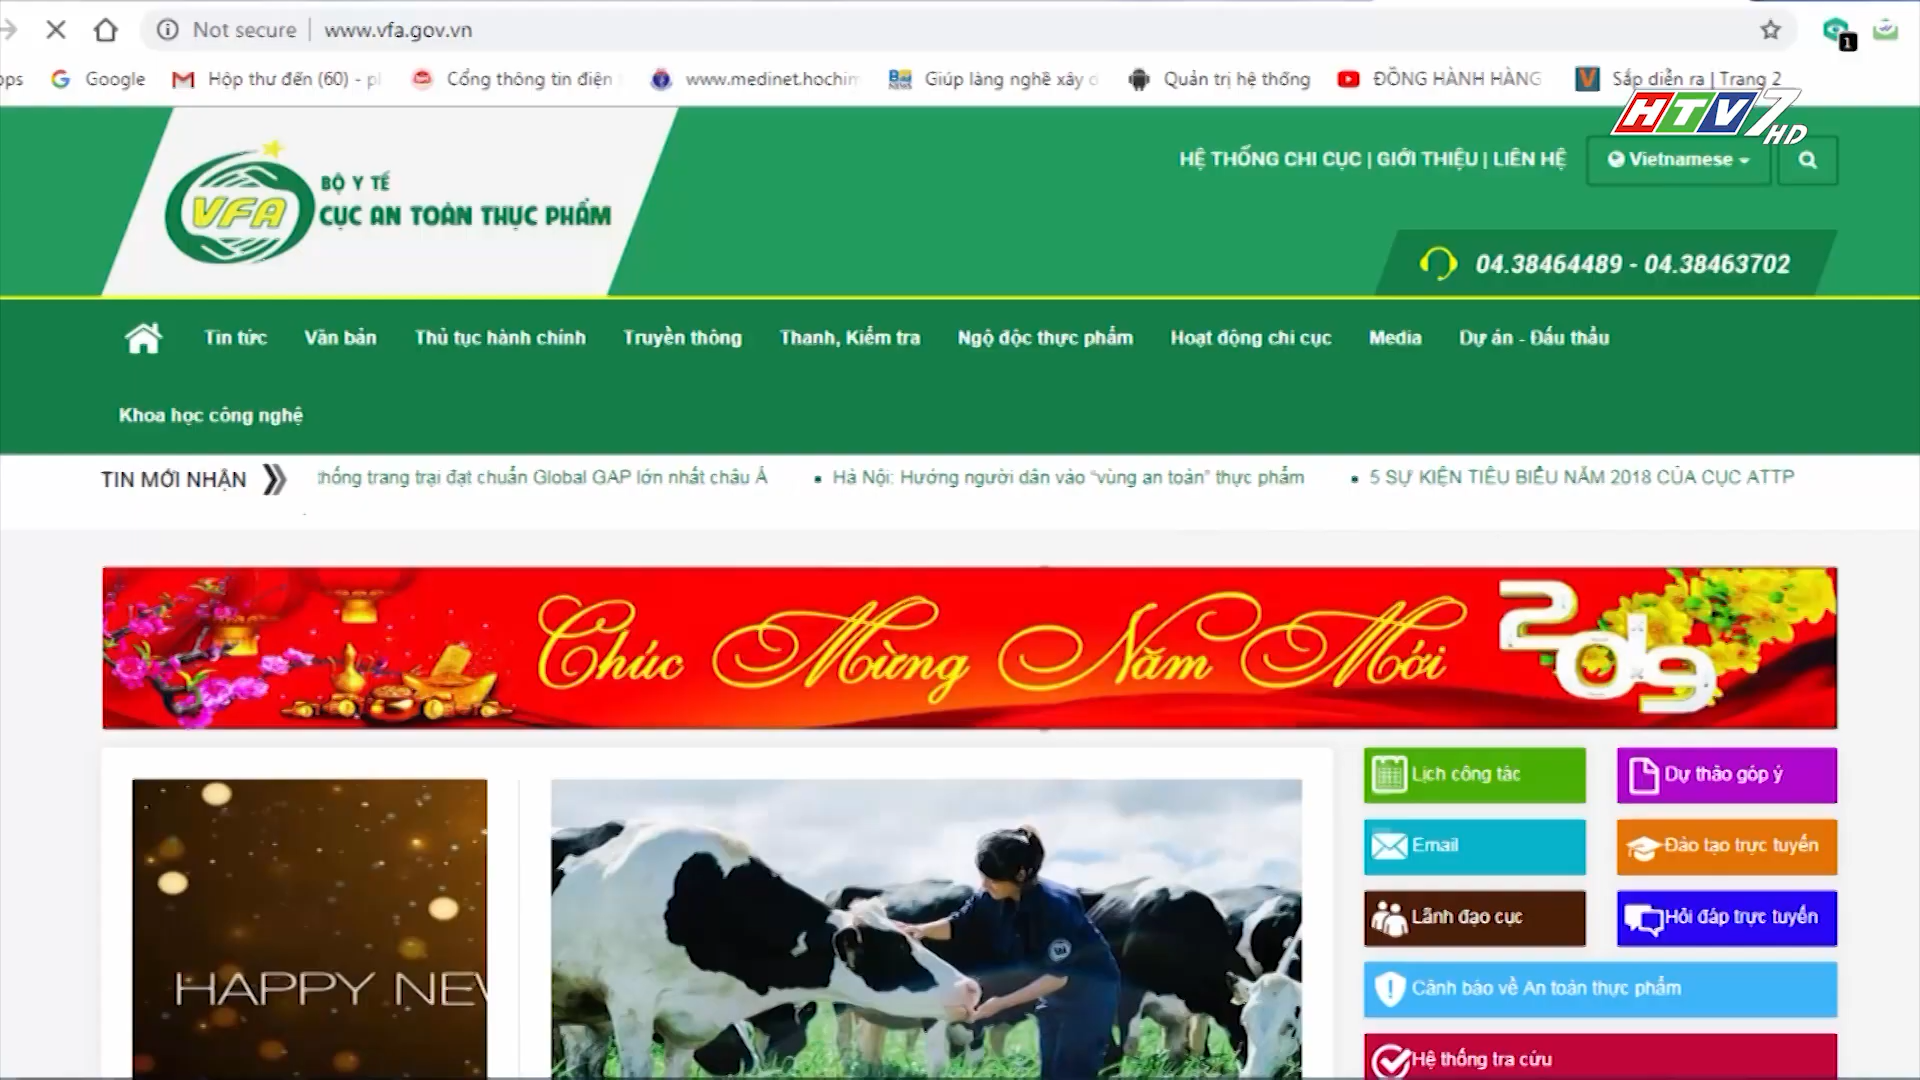 Not secure | www.vfa.gov.vn
Google
Hộp thư đến (60) -
Cổng thông tin điện
www.medinet.hochim
Giúp làng nghề xây
Quản trị hệ thống
ĐỒNG HÀNH HÀNG
Sắp diễn ra | Trang 2
HTV7 HD
BỘ Y TẾ
VFA
CỤC AN TOÀN THỰC PHẨM
HỆ THỐNG CHI CỤC | GIỚI THIỆU | LIÊN HỆ
Vietnamese
04.38464489 - 04.38463702
Tin tức
Văn bản
Thủ tục hành chính
Truyền thông
Thanh, Kiểm tra
Ngộ độc thực phẩm
Hoạt động chi cục
Media
Dự án - Đấu thầu
Khoa học công nghệ
TIN MỚI NHẬN
thống trang trại đạt chuẩn Global GAP lớn nhất châu Á
Hà Nội: Hướng người dân vào “vùng an toàn” thực phẩm
5 SỰ KIỆN TIÊU BIỂU NĂM 2018 CỦA CỤC ATTP
Chúc Mừng Năm Mới 2019
HAPPY NEW
Lịch công tác
Dự thảo góp ý
Email
Đào tạo trực tuyến
Lãnh đạo cục
Hỏi đáp trực tuyến
Cảnh báo về An toàn thực phẩm
Hệ thống tra cứu